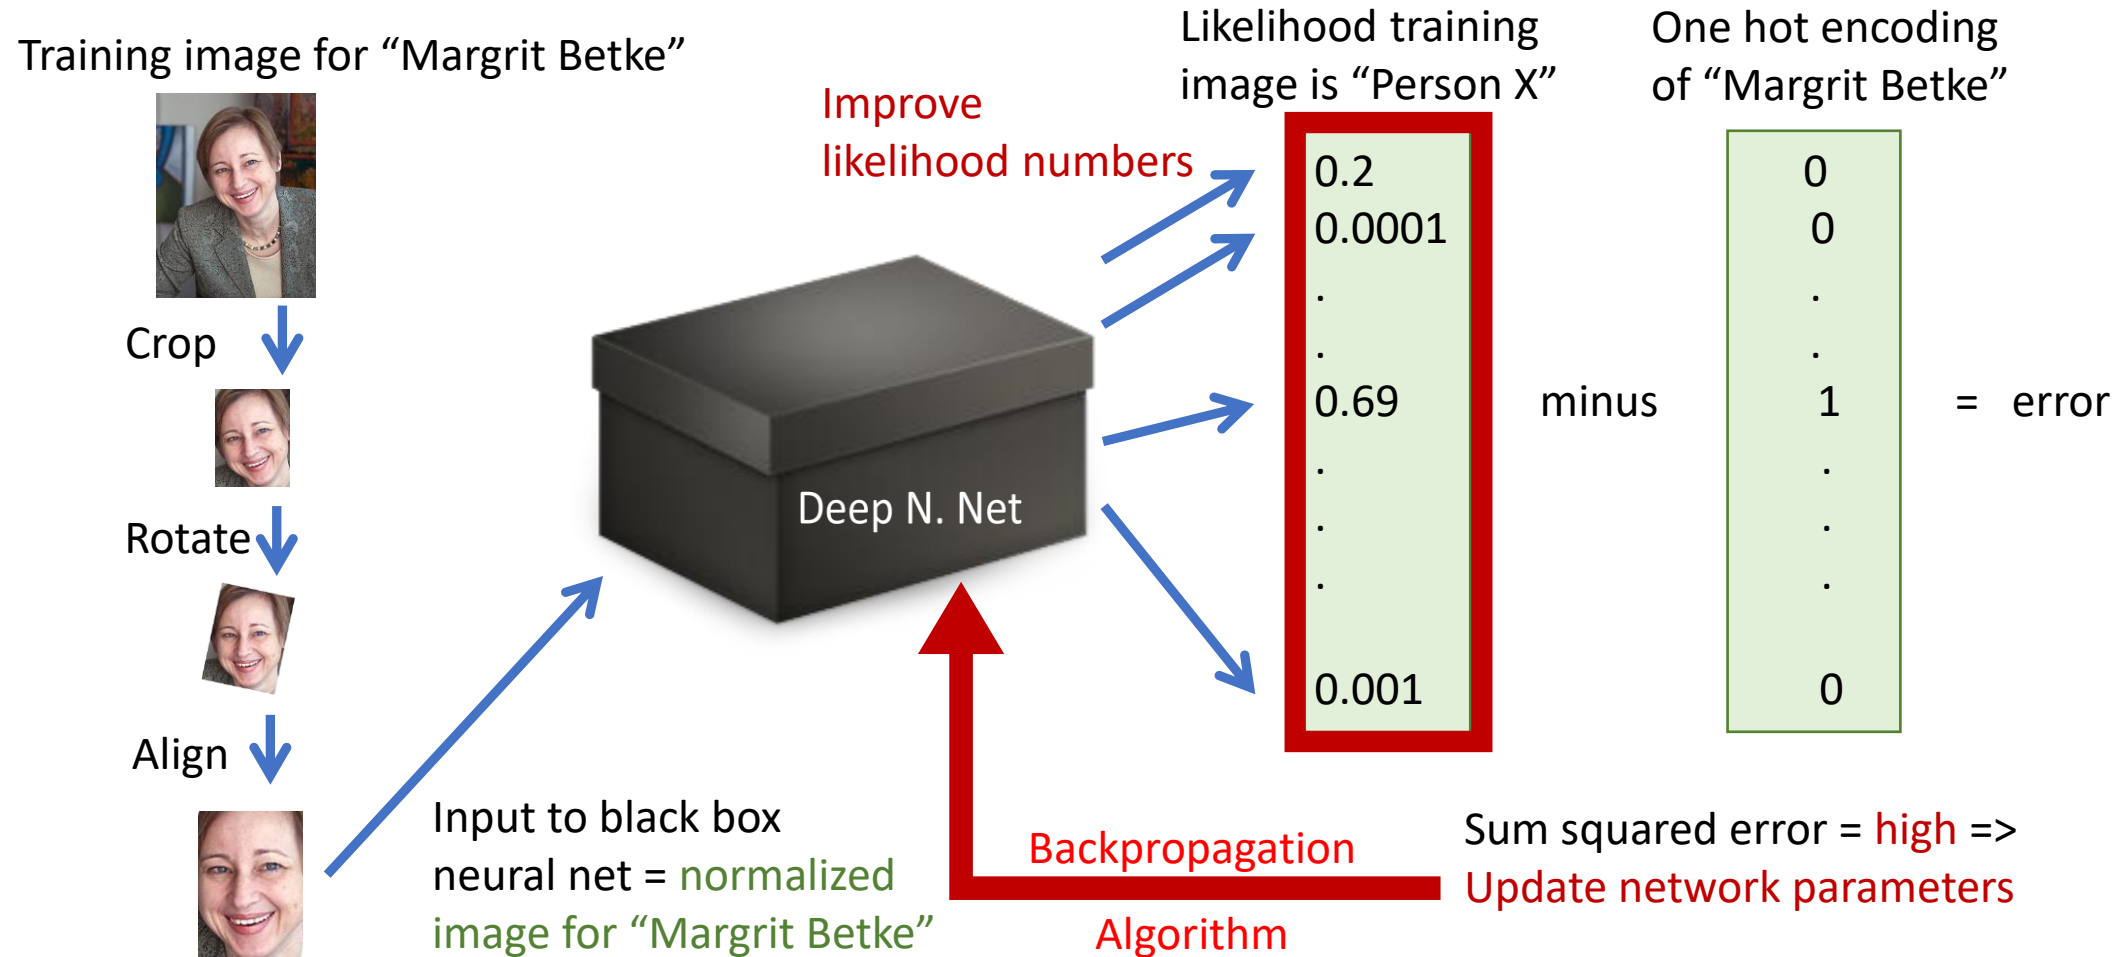 Training image for “Margrit Betke”
Crop
Rotate
Align
Input to black box
neural net = normalized
image for “Margrit Betke”
Deep N. Net
Improve
likelihood numbers
Likelihood training
image is “Person X”
0.2
0.0001
.
.
0.69
.
.
.
0.001
minus
One hot encoding
of “Margrit Betke”
0
0
.
.
1
.
.
.
0
= error
Sum squared error = high =>
Update network parameters
Backpropagation
Algorithm